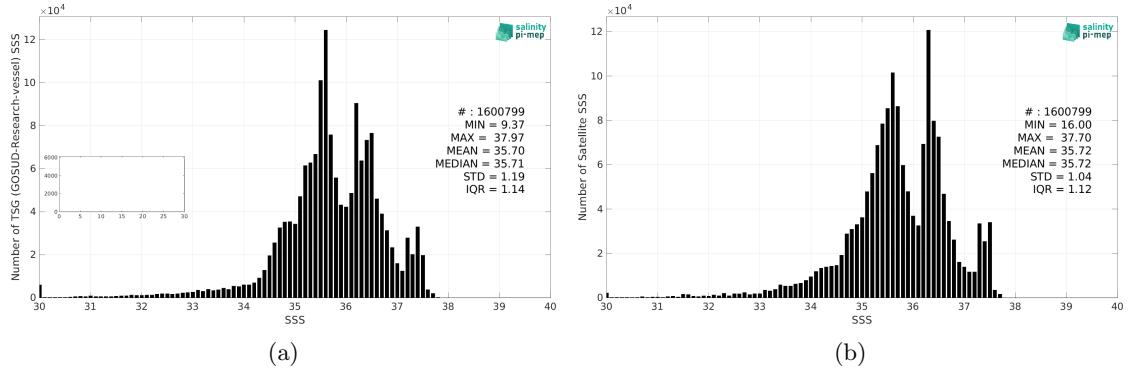 ×10⁴
salinity
pi-mep
Number of TSG (GOSUD-Research-vessel) SSS
12
10
8
6
4
2
0
# : 1600799
MIN = 9.37
MAX = 37.97
MEAN = 35.70
MEDIAN = 35.71
STD = 1.19
IQR = 1.14
6000
4000
2000
0
0 5 10 15 20 25 30
30 31 32 33 34 35 36 37 38 39 40
SSS
(a)
×10⁴
salinity
pi-mep
Number of Satellite SSS
12
10
8
6
4
2
0
# : 1600799
MIN = 16.00
MAX = 37.70
MEAN = 35.72
MEDIAN = 35.72
STD = 1.04
IQR = 1.12
30 31 32 33 34 35 36 37 38 39 40
SSS
(b)